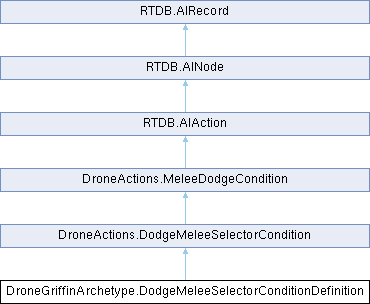 RTDB.AIRecord
RTDB.AINode
RTDB.AIAction
DroneActions.MeleeDodgeCondition
DroneActions.DodgeMeleeSelectorCondition
DroneGriffinArchetype.DodgeMeleeSelectorConditionDefinition